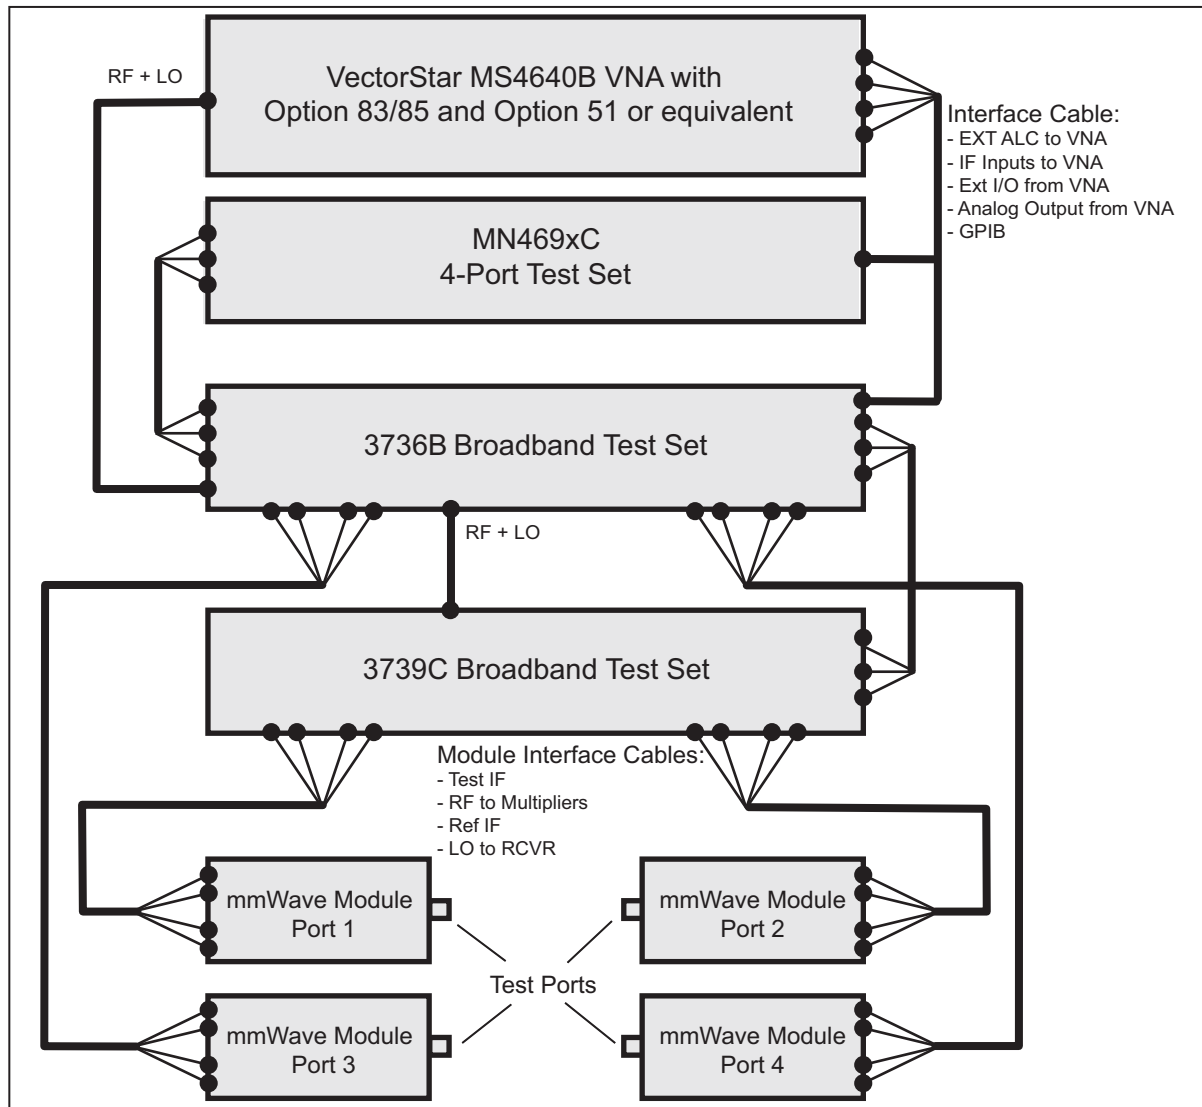 RF + LO
VectorStar MS4640B VNA with
Option 83/85 and Option 51 or equivalent
Interface Cable:
- EXT ALC to VNA
- IF Inputs to VNA
- Ext I/O from VNA
- Analog Output from VNA
- GPIB
MN469xC
4-Port Test Set
3736B Broadband Test Set
RF + LO
3739C Broadband Test Set
Module Interface Cables:
- Test IF
- RF to Multipliers
- Ref IF
- LO to RCVR
mmWave Module
Port 1
mmWave Module
Port 2
Test Ports
mmWave Module
Port 3
mmWave Module
Port 4